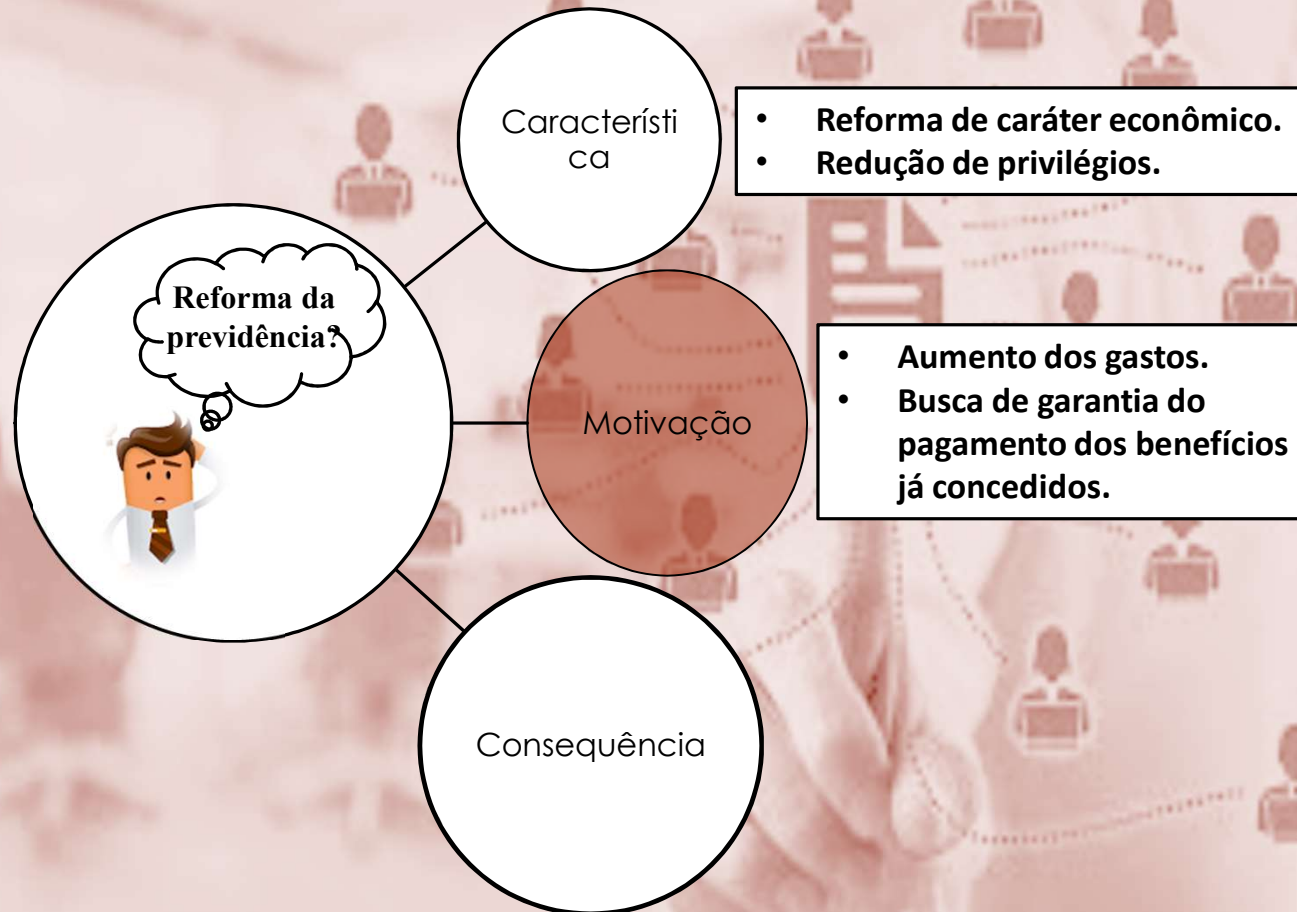 Característi
ca
• Reforma de caráter econômico.
• Redução de privilégios.
Reforma da
previdência?
Motivação
• Aumento dos gastos.
• Busca de garantia do
pagamento dos benefícios
já concedidos.
Consequência